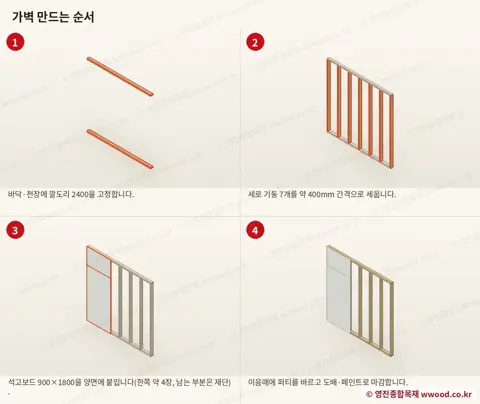 가벽 만드는 순서
1
2
바닥·천장에 깔도리 2400을 고정합니다.
세로 기둥 7개를 약 400mm 간격으로 세웁니다.
3
4
석고보드 900×1800을 양면에 붙입니다(한쪽 약 4장, 남는 부분은 재단)
.
이음매에 퍼티를 바르고 도배·페인트로 마감합니다.
© 영진종합목재 wwood.co.kr